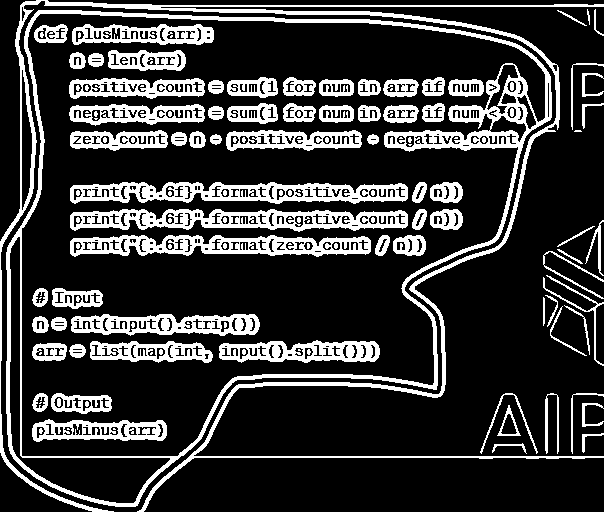 def plusMinus(arr):
    n = len(arr)
    positive_count = sum(1 for num in arr if num > 0)
    negative_count = sum(1 for num in arr if num < 0)
    zero_count = n - positive_count - negative_count

    print("{:.6f}".format(positive_count / n))
    print("{:.6f}".format(negative_count / n))
    print("{:.6f}".format(zero_count / n))

# Input
n = int(input().strip())
arr = list(map(int, input().split()))

# Output
plusMinus(arr)
AIP
AIP